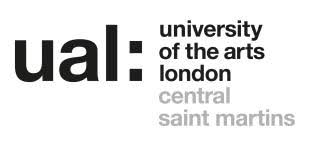 ual:
university
of the arts
london
central
saint martins